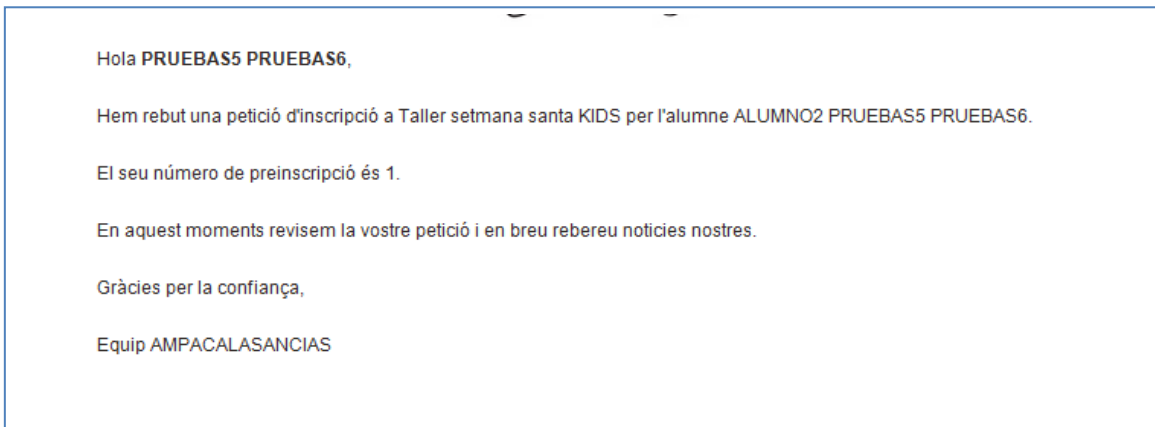 Hola PRUEBAS5 PRUEBAS6,
Hem rebut una petició d'inscripció a Taller setmana santa KIDS per l'alumne ALUMNO2 PRUEBAS5 PRUEBAS6.
El seu número de preinscripció és 1.
En aquest moments revisem la vostre petició i en breu rebereu noticies nostres.
Gràcies per la confiança,
Equip AMPACALASANCIAS